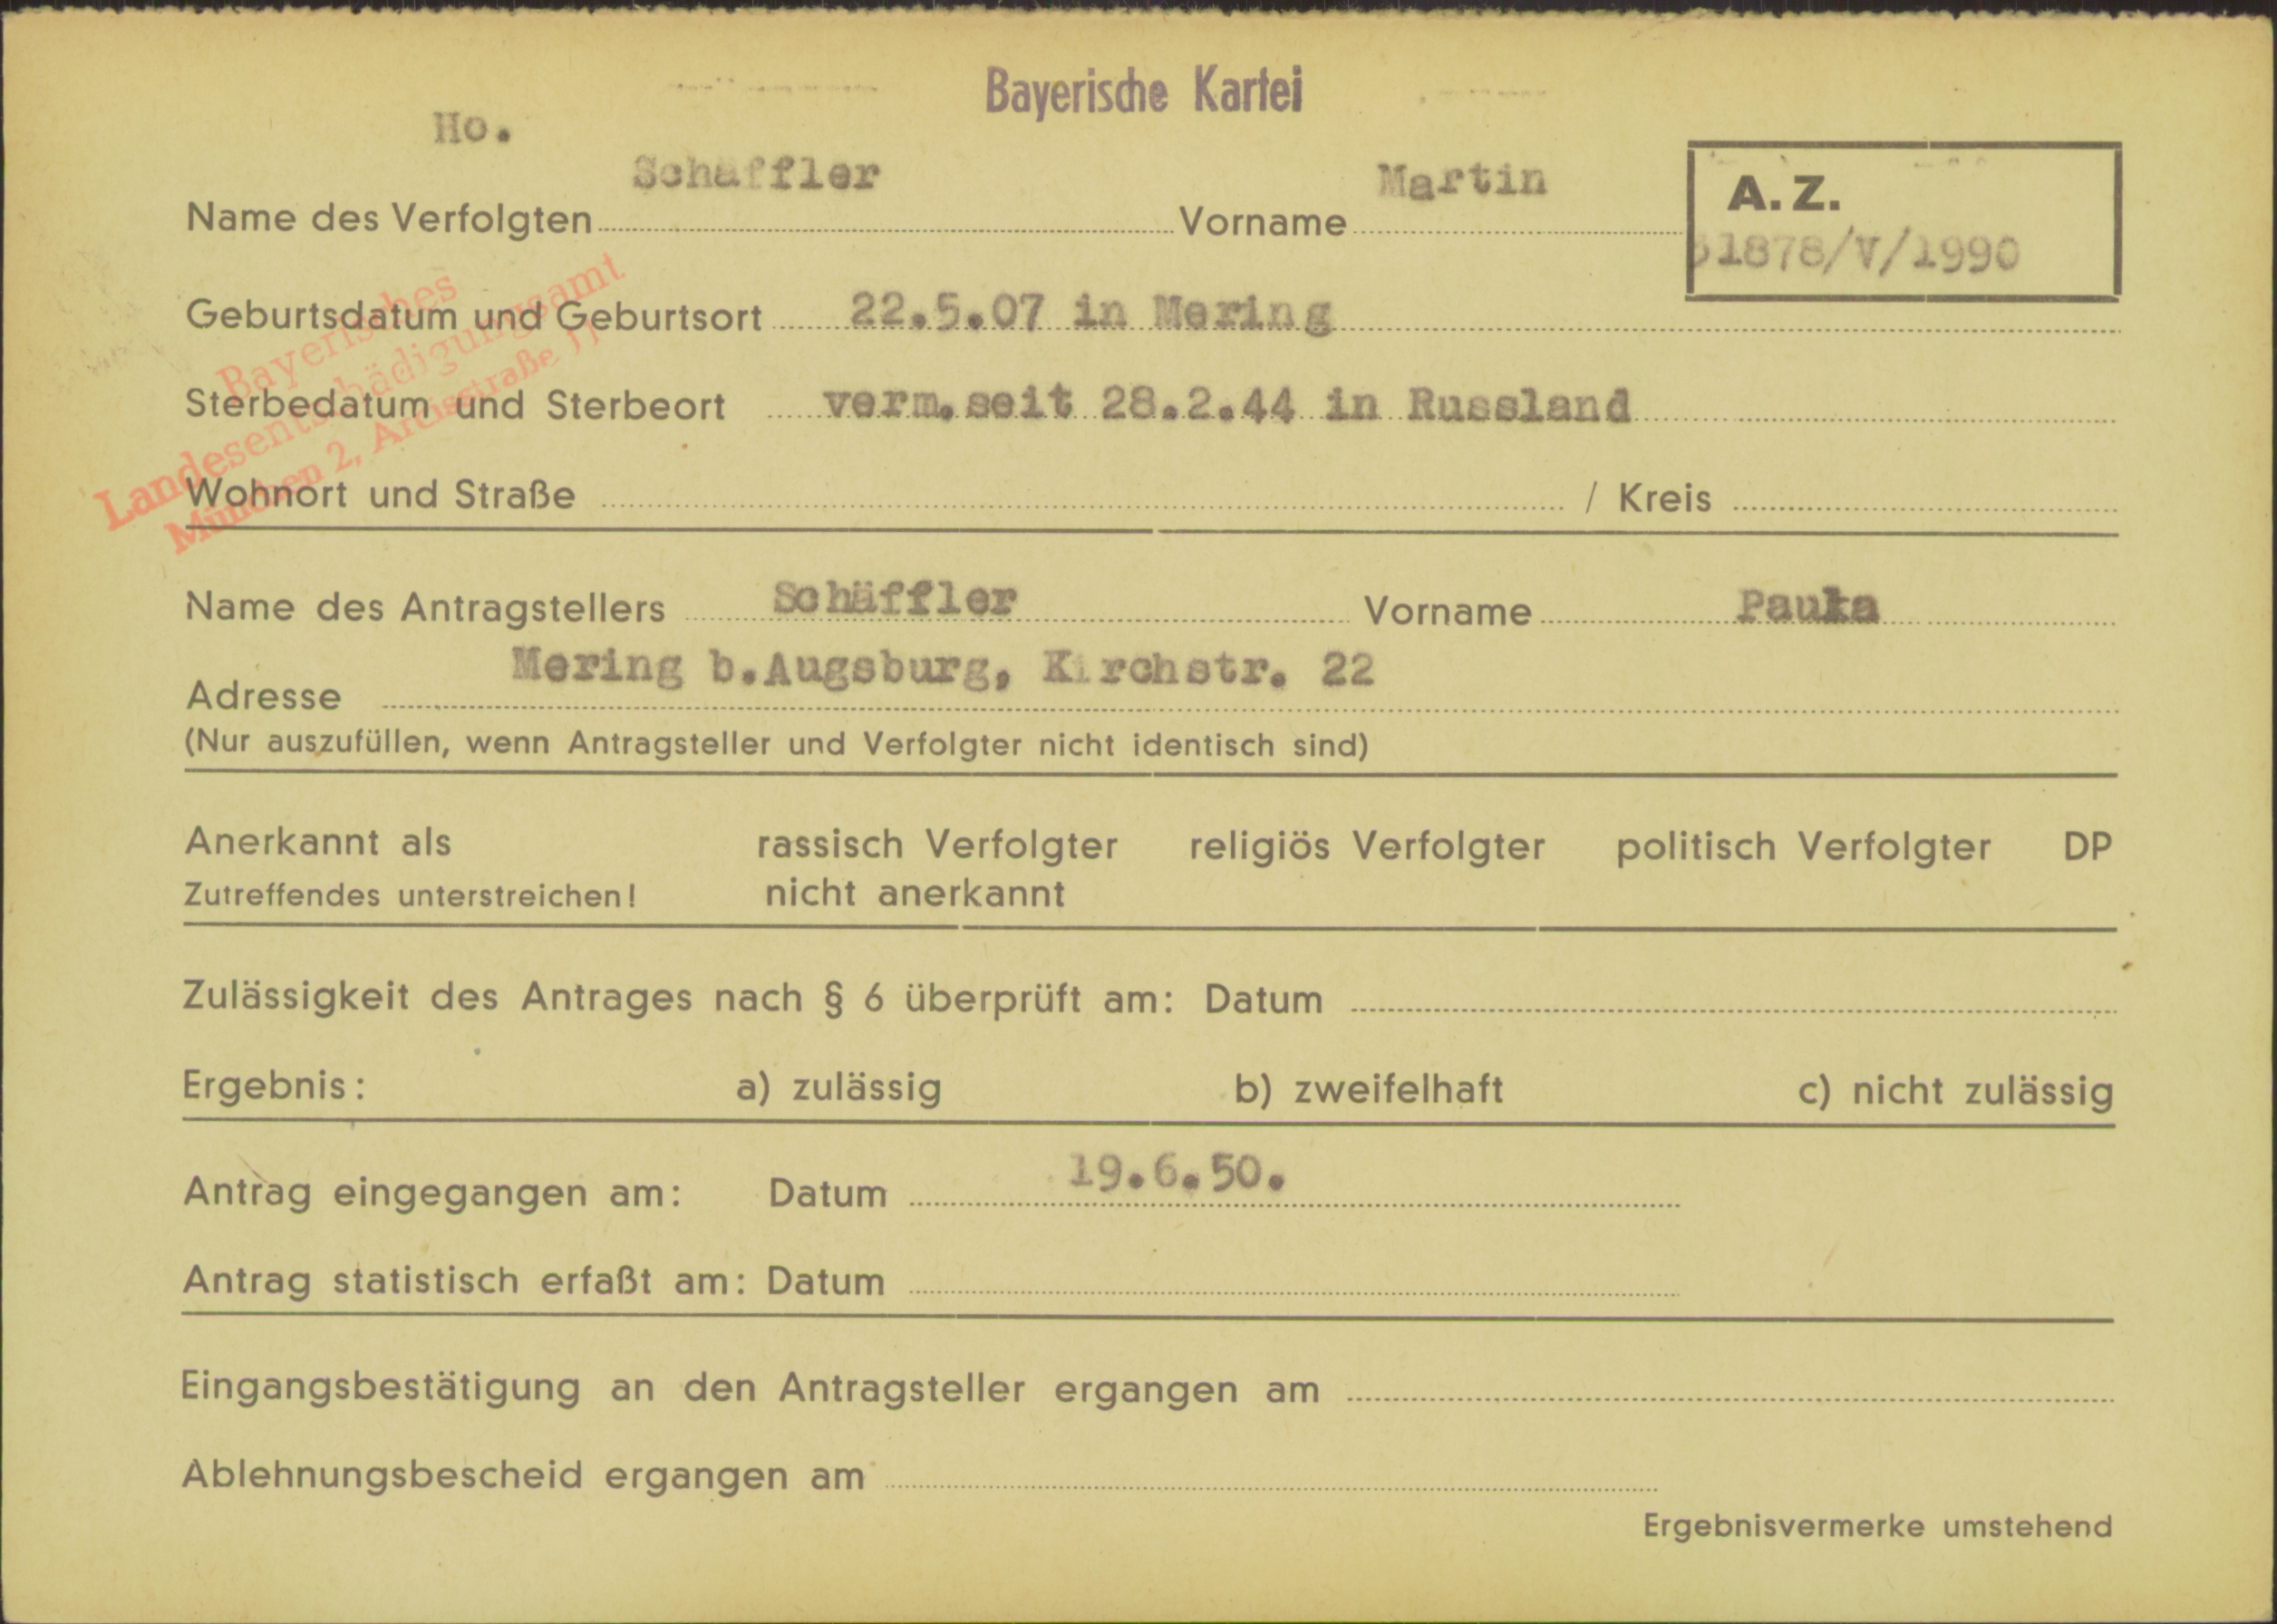 Bayerische Kartei
Ho.
Name des Verfolgten Schäffler Vorname Martin
A.Z.
1878/V/1990
Geburtsdatum und Geburtsort 22.5.07 in Mering
Sterbedatum und Sterbeort verm.seit 28.2.44 in Russland
Wohnort und Straße / Kreis
Bayerisches
Landesentschädigungsamt
München 2, Arcisstraße 11
Name des Antragstellers Schäffler Vorname
Adresse Mering b.Augsburg, Kirchstr. 22
(Nur auszufüllen, wenn Antragsteller und Verfolgter nicht identisch sind)
Anerkannt als rassisch Verfolgter religiös Verfolgter politisch Verfolgter DP
Zutreffendes unterstreichen! nicht anerkannt
Zulässigkeit des Antrages nach § 6 überprüft am: Datum
Ergebnis: a) zulässig b) zweifelhaft c) nicht zulässig
Antrag eingegangen am: Datum 19.6.50.
Antrag statistisch erfaßt am: Datum
Eingangsbestätigung an den Antragsteller ergangen am
Ablehnungsbescheid ergangen am
Ergebnisvermerke umstehend